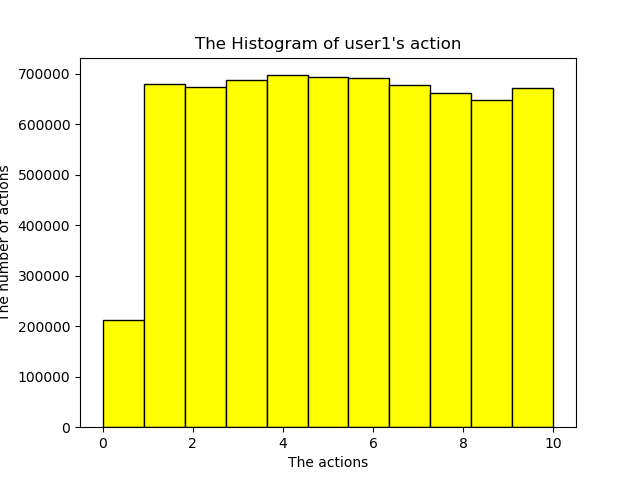 The Histogram of user1's action
700000
600000
500000
400000
300000
200000
100000
0
The number of actions
0 2 4 6 8 10
The actions